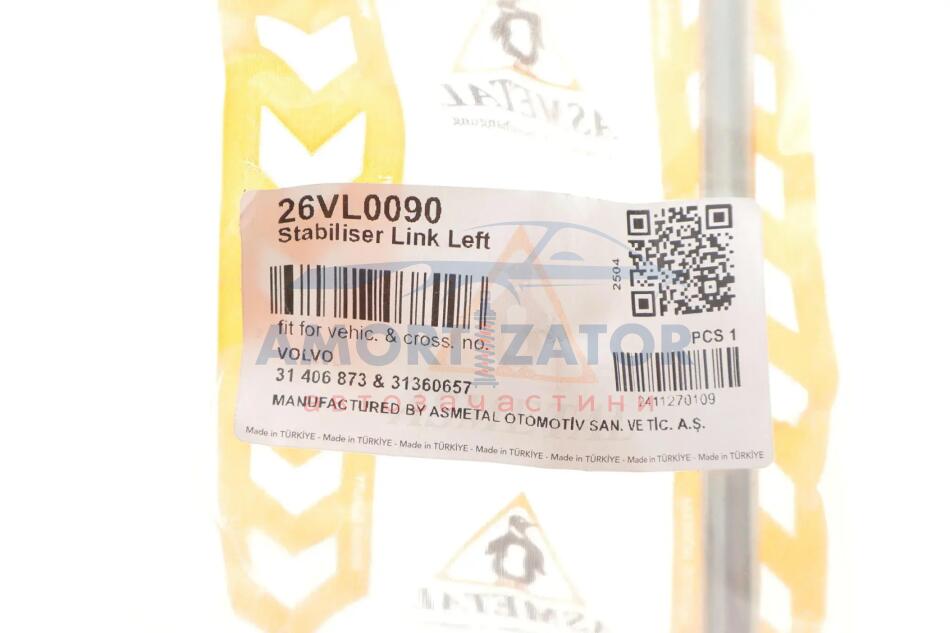 ASMETAL
26VL0090
Stabiliser Link Left
2504
fit for vehic. & cross. no.
PCS 1
VOLVO
31 406 873 & 31360657
2411270109
MANUFACTURED BY ASMETAL OTOMOTİV SAN. VE TİC. A.Ş.
Made in TÜRKİYE - Made in TÜRKİYE - Made in TÜRKİYE - Made in TÜRKİYE - Made in TÜRKİYE - Made in TÜRKİYE - Made in TÜRKİYE
AMORTIZATOR
автозапчастини
ASMETAL